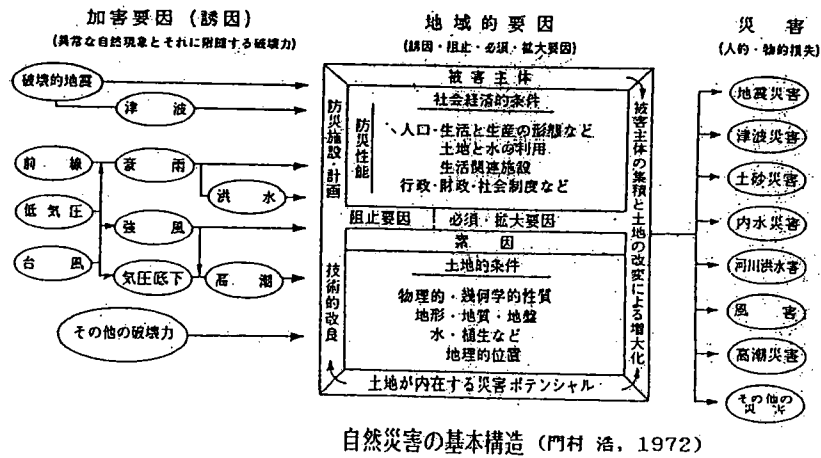 加害要因（誘因）
(異常な自然現象とそれに附随する破壊力)
破壊的地震
津波
前線
豪雨
洪水
低気圧
強風
台風
気圧低下
高潮
その他の破壊力
地域的要因
(誘因・阻止・必須・拡大要因)
被害主体
社会経済的条件
人口・生活と生産の形態など
土地と水の利用
生活関連施設
行政・財政・社会制度など
防災性能
防災施設・計画
阻止要因
必須・拡大要因
素因
土地的条件
物理的・幾何学的性質
地形・地質・地盤
水・植生など
地理的位置
技術的改良
土地が内在する災害ポテンシャル
被害主体の集積と土地の改変による増大化
災害
(人的・物的損失)
地震災害
津波災害
土砂災害
内水災害
河川洪水害
風害
高潮災害
その他の
災害
自然災害の基本構造（門村 浩, 1972）